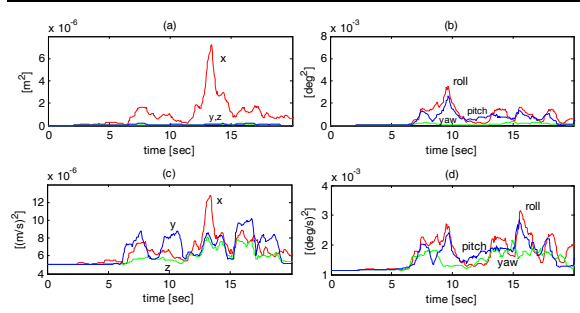 x 10^-6
(a)
8
6
4
2
0
[m^2]
x
y,z
0 5 10 15
time [sec]
x 10^-3
(b)
6
4
2
0
[deg^2]
roll
pitch
yaw
0 5 10 15
time [sec]
x 10^-6
(c)
12
10
8
6
4
[(m/s)^2]
x
y
z
0 5 10 15
time [sec]
x 10^-3
(d)
4
3
2
1
[(deg/s)^2]
roll
pitch
yaw
0 5 10 15
time [sec]